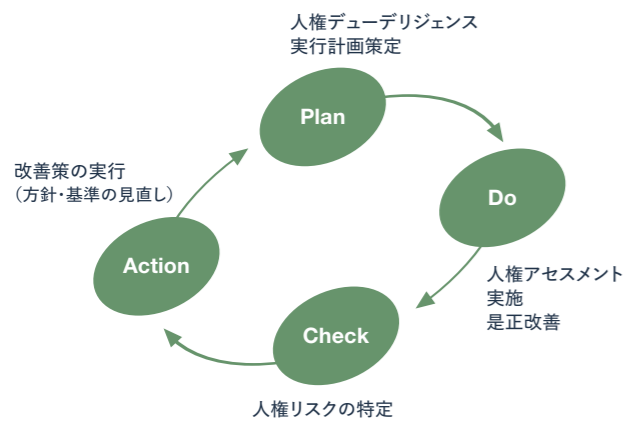 人権デューデリジェンス
実行計画策定
Plan
Do
人権アセスメント
実施
是正改善
Check
人権リスクの特定
Action
改善策の実行
（方針・基準の見直し）